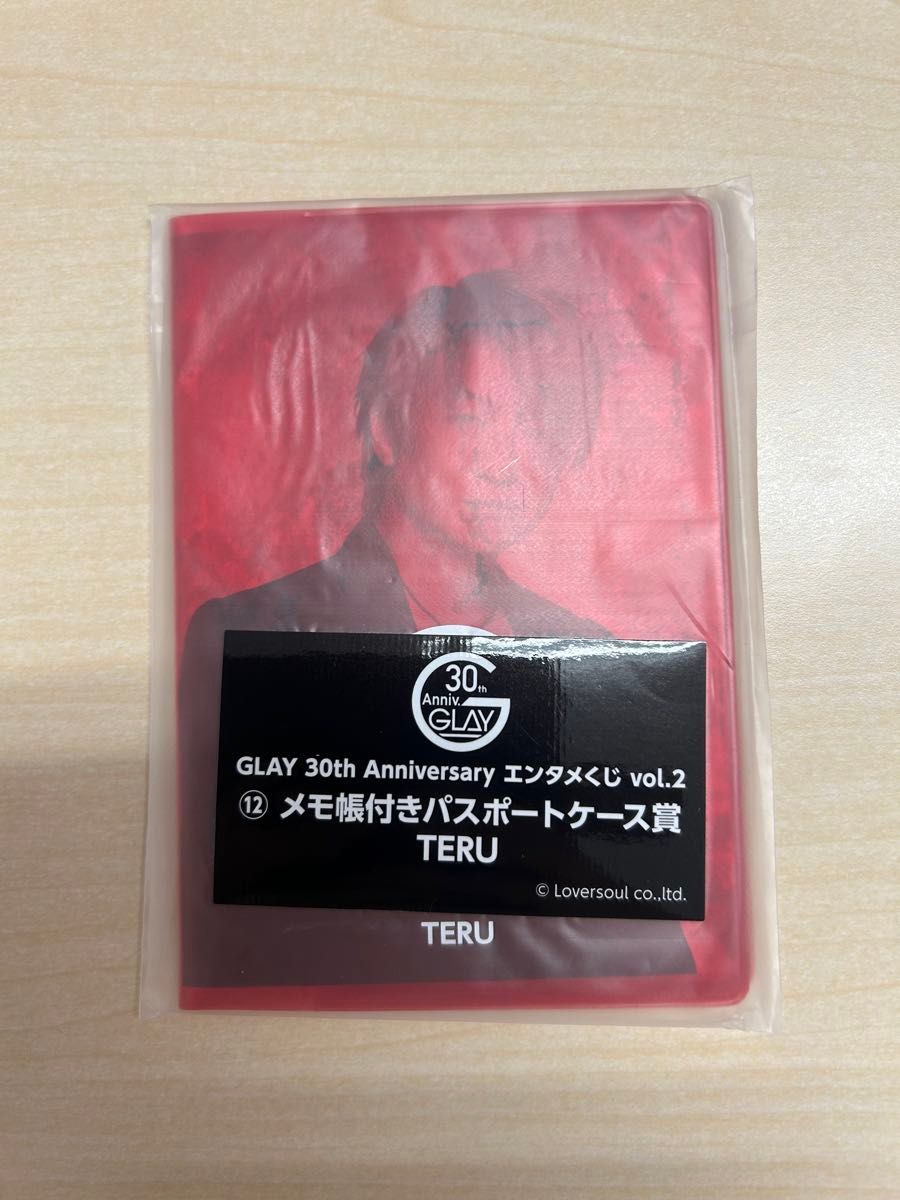 30th
Anniv.
GLAY
GLAY 30th Anniversary エンタメくじ vol.2
⑫ メモ帳付きパスポートケース賞
TERU
© Loversoul co.,ltd.
TERU